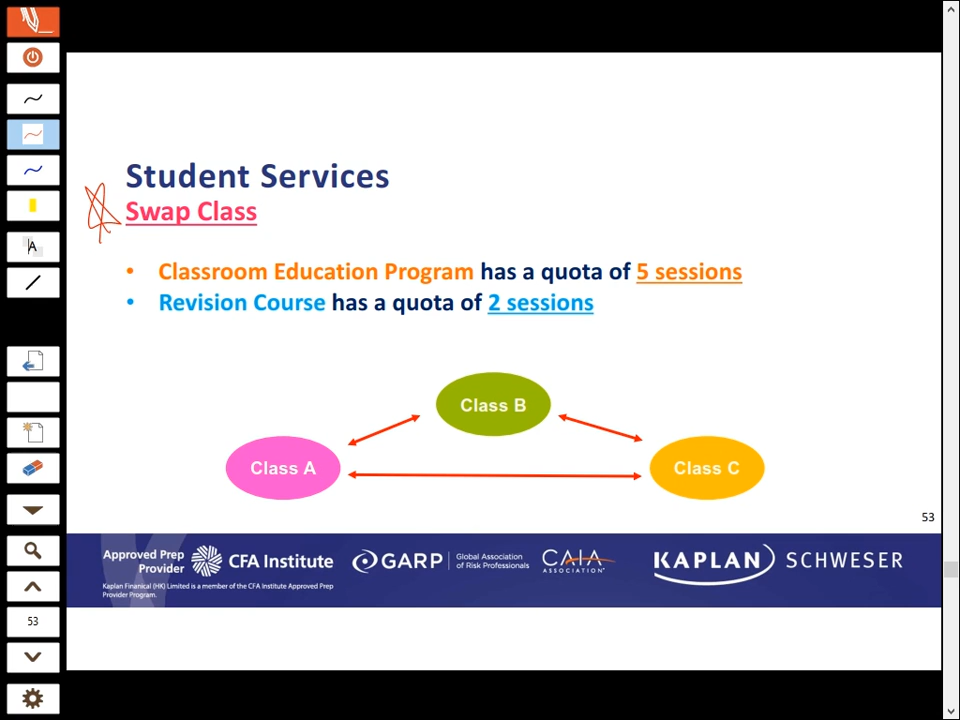 A
Student Services
Swap Class
• Classroom Education Program has a quota of 5 sessions
• Revision Course has a quota of 2 sessions
Class B
Class A
Class C
53
Approved Prep
Provider
CFA Institute
GARP
Global Association
of Risk Professionals
CAIA
ASSOCIATION
KAPLAN SCHWESER
Kaplan Finanical (HK) Limited is a member of the CFA Institute Approved Prep
Provider Program.
53